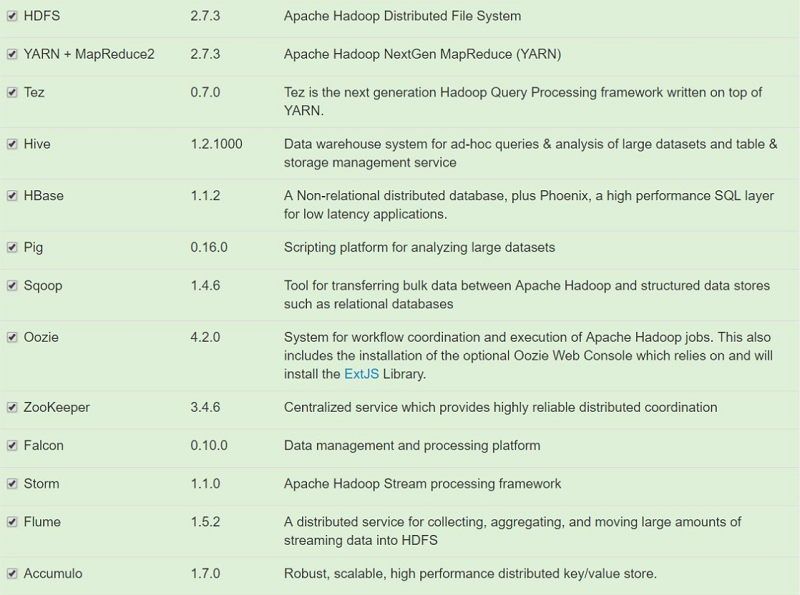 HDFS 2.7.3 Apache Hadoop Distributed File System
YARN + MapReduce2 2.7.3 Apache Hadoop NextGen MapReduce (YARN)
Tez 0.7.0 Tez is the next generation Hadoop Query Processing framework written on top of
YARN.
Hive 1.2.1000 Data warehouse system for ad-hoc queries & analysis of large datasets and table &
storage management service
HBase 1.1.2 A Non-relational distributed database, plus Phoenix, a high performance SQL layer
for low latency applications.
Pig 0.16.0 Scripting platform for analyzing large datasets
Sqoop 1.4.6 Tool for transferring bulk data between Apache Hadoop and structured data stores
such as relational databases
Oozie 4.2.0 System for workflow coordination and execution of Apache Hadoop jobs. This also
includes the installation of the optional Oozie Web Console which relies on and will
install the ExtJS Library.
ZooKeeper 3.4.6 Centralized service which provides highly reliable distributed coordination
Falcon 0.10.0 Data management and processing platform
Storm 1.1.0 Apache Hadoop Stream processing framework
Flume 1.5.2 A distributed service for collecting, aggregating, and moving large amounts of
streaming data into HDFS
Accumulo 1.7.0 Robust, scalable, high performance distributed key/value store.